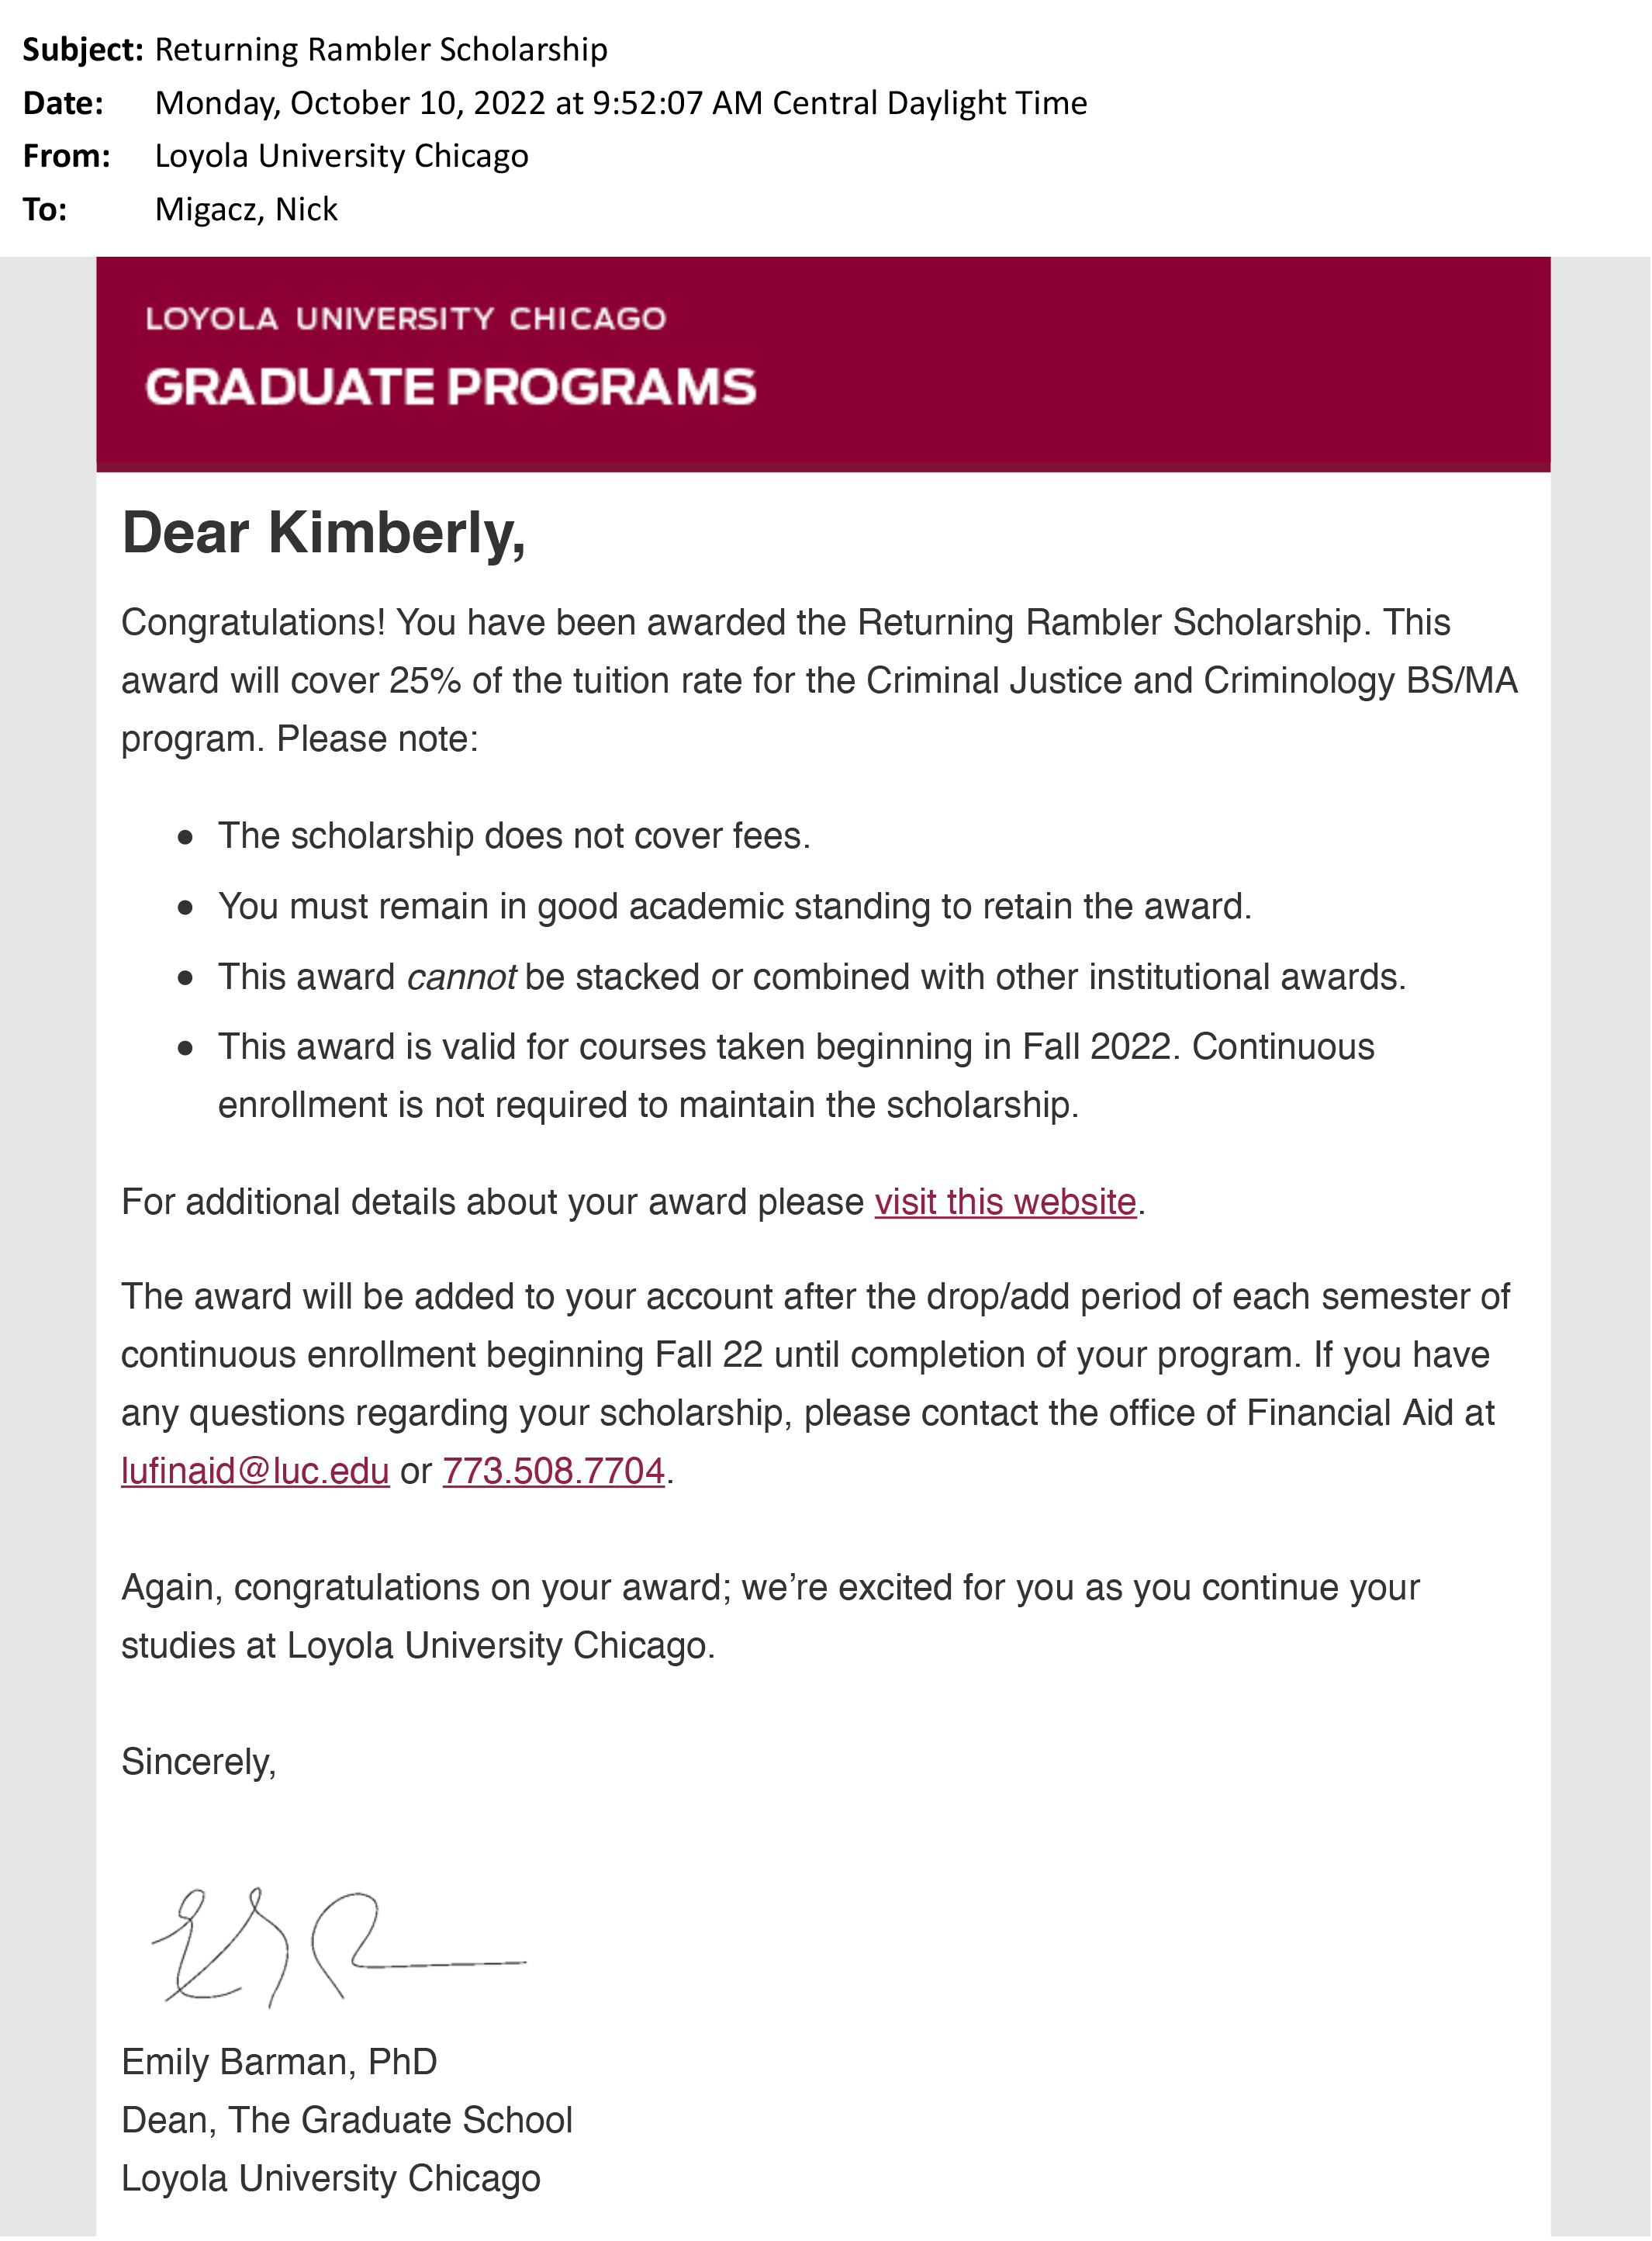 Subject: Returning Rambler Scholarship
Date: Monday, October 10, 2022 at 9:52:07 AM Central Daylight Time
From: Loyola University Chicago
To: Migacz, Nick
LOYOLA UNIVERSITY CHICAGO
GRADUATE PROGRAMS
Dear Kimberly,
Congratulations! You have been awarded the Returning Rambler Scholarship. This
award will cover 25% of the tuition rate for the Criminal Justice and Criminology BS/MA
program. Please note:
• The scholarship does not cover fees.
• You must remain in good academic standing to retain the award.
• This award cannot be stacked or combined with other institutional awards.
• This award is valid for courses taken beginning in Fall 2022. Continuous
enrollment is not required to maintain the scholarship.
For additional details about your award please visit this website.
The award will be added to your account after the drop/add period of each semester of
continuous enrollment beginning Fall 22 until completion of your program. If you have
any questions regarding your scholarship, please contact the office of Financial Aid at
lufinaid@luc.edu or 773.508.7704.
Again, congratulations on your award; we’re excited for you as you continue your
studies at Loyola University Chicago.
Sincerely,
Emily Barman, PhD
Dean, The Graduate School
Loyola University Chicago